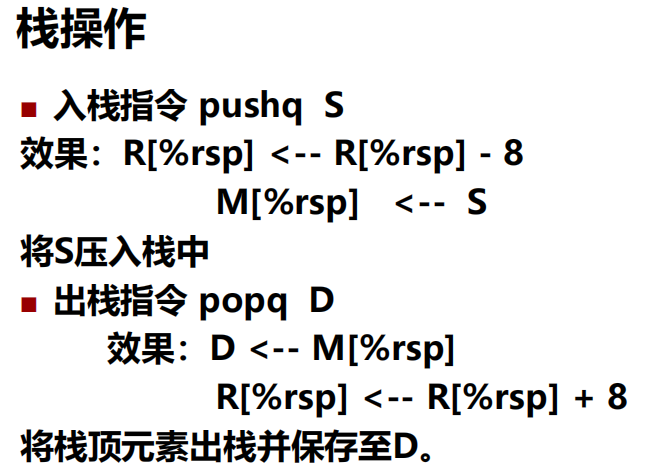 栈操作
■ 入栈指令 pushq S
效果：R[%rsp] <-- R[%rsp] - 8
M[%rsp] <-- S
将S压入栈中
■ 出栈指令 popq D
效果：D <-- M[%rsp]
R[%rsp] <-- R[%rsp] + 8
将栈顶元素出栈并保存至D。